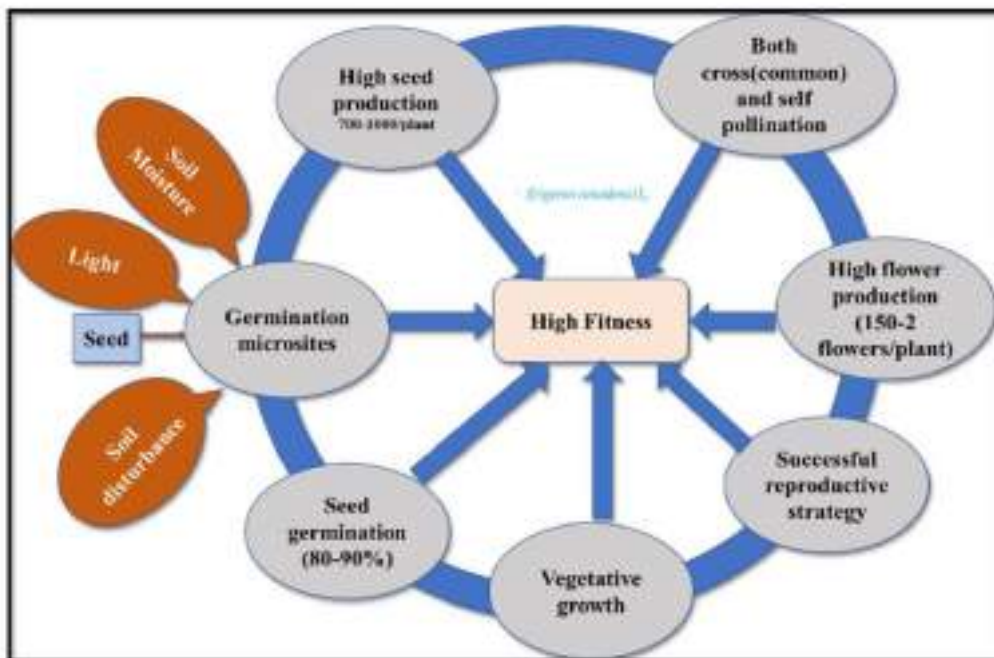 High seed
production
700-2000/plant
Both
cross(common)
and self
pollination
Soil
Moisture
Light
Seed
Germination
microsites
High Fitness
High flower
production
(150-2
flowers/plant)
Soil
disturbance
Seed
germination
(80-90%)
Vegetative
growth
Successful
reproductive
strategy